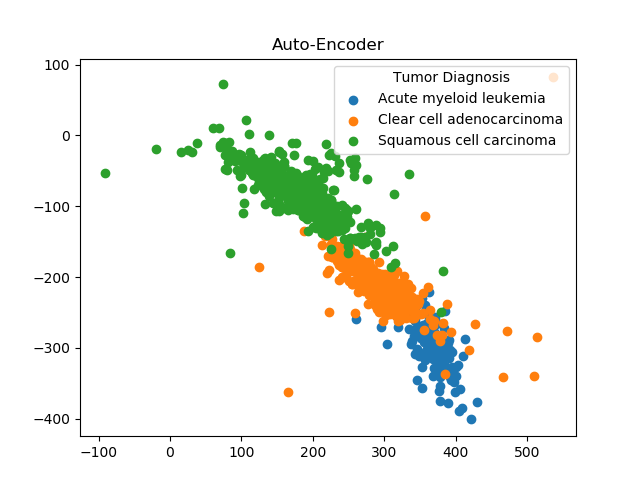 Auto-Encoder
Tumor Diagnosis
Acute myeloid leukemia
Clear cell adenocarcinoma
Squamous cell carcinoma
100
0
−100
−200
−300
−400
−100 0 100 200 300 400 500